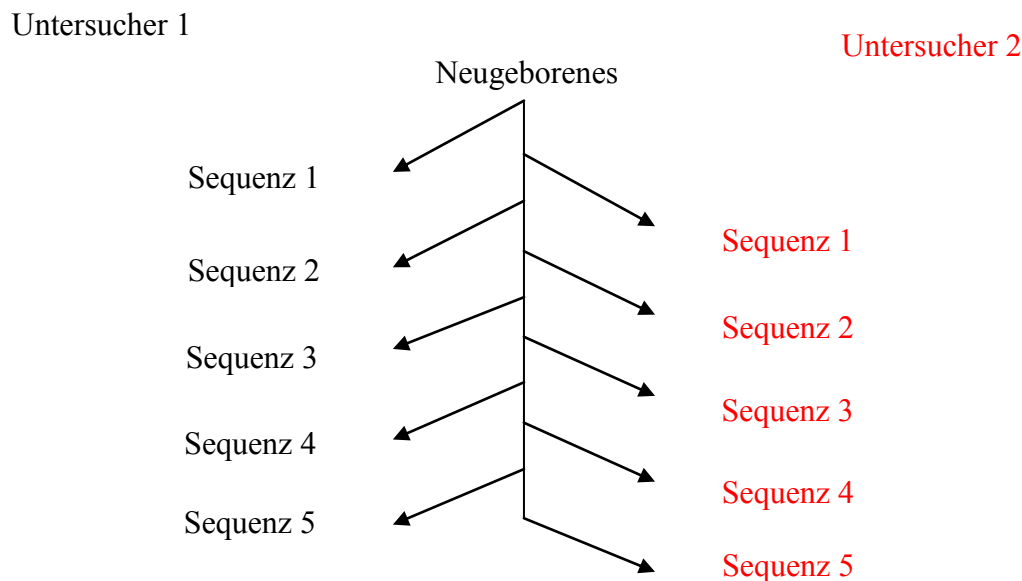 Untersucher 1
Untersucher 2
Neugeborenes
Sequenz 1
Sequenz 1
Sequenz 2
Sequenz 2
Sequenz 3
Sequenz 3
Sequenz 4
Sequenz 4
Sequenz 5
Sequenz 5